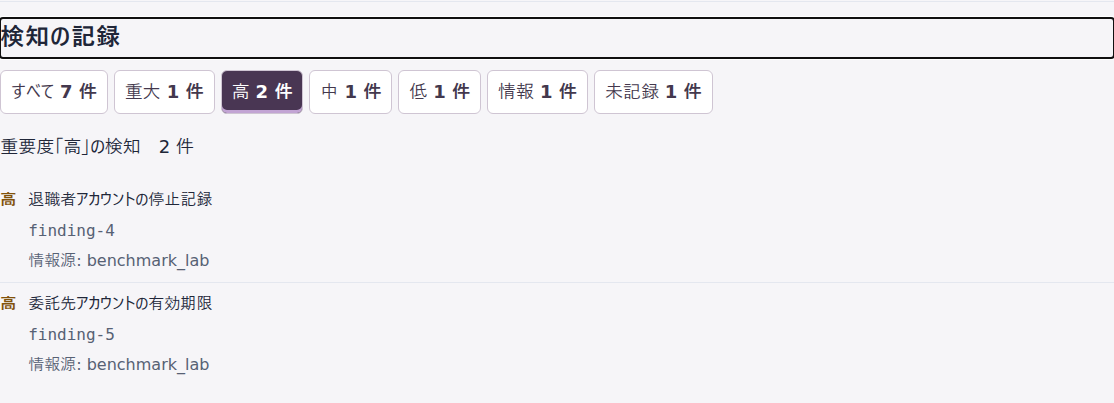 検知の記録
すべて 7 件 重大 1 件 高 2 件 中 1 件 低 1 件 情報 1 件 未記録 1 件
重要度「高」の検知　2 件
高 退職者アカウントの停止記録
finding-4
情報源: benchmark_lab
高 委託先アカウントの有効期限
finding-5
情報源: benchmark_lab